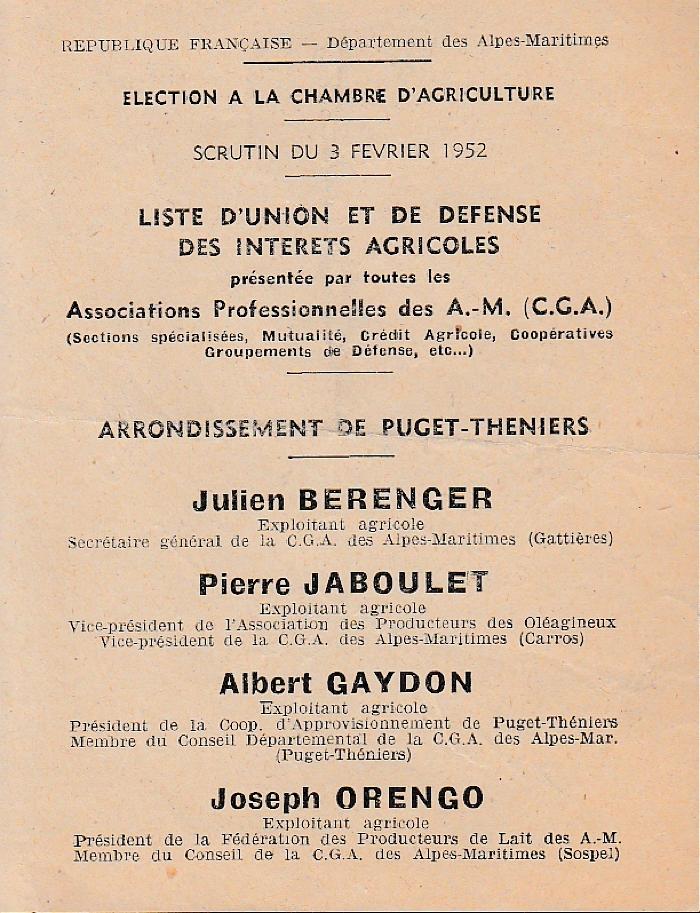 REPUBLIQUE FRANÇAISE — Département des Alpes-Maritimes
ELECTION A LA CHAMBRE D'AGRICULTURE
SCRUTIN DU 3 FEVRIER 1952
LISTE D'UNION ET DE DEFENSE
DES INTERETS AGRICOLES
présentée par toutes les
Associations Professionnelles des A.-M. (C.G.A.)
(Sections spécialisées, Mutualité, Crédit Agricole, Coopératives
Groupements de Défense, etc...)
ARRONDISSEMENT DE PUGET-THENIERS
Julien BERENGER
Exploitant agricole
Secrétaire général de la C.G.A. des Alpes-Maritimes (Gattières)
Pierre JABOULET
Exploitant agricole
Vice-président de l'Association des Producteurs des Oléagineux
Vice-président de la C.G.A. des Alpes-Maritimes (Carros)
Albert GAYDON
Exploitant agricole
Président de la Coop. d'Approvisionnement de Puget-Théniers
Membre du Conseil Départemental de la C.G.A. des Alpes-Mar.
(Puget-Théniers)
Joseph ORENGO
Exploitant agricole
Président de la Fédération des Producteurs de Lait des A.-M.
Membre du Conseil de la C.G.A. des Alpes-Maritimes (Sospel)